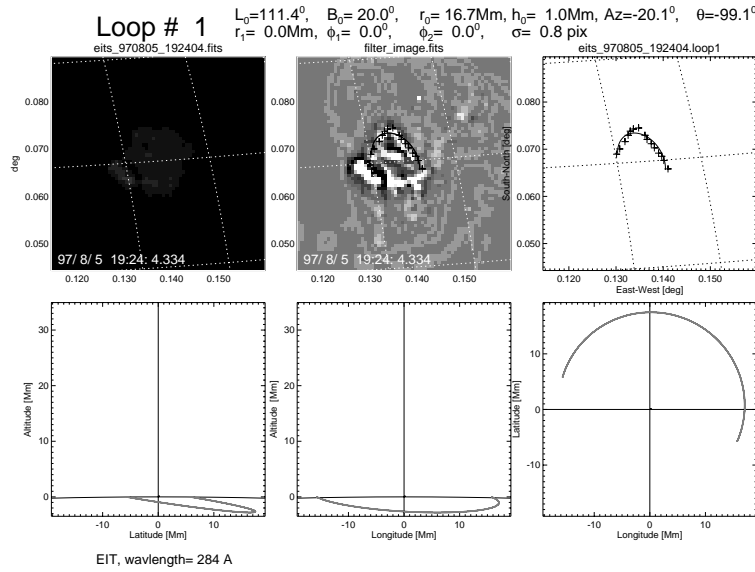 Loop # 1
L0=111.4⁰, B0= 20.0⁰, r0= 16.7Mm, h0= 1.0Mm, Az=-20.1⁰, θ=-99.1⁰
r1= 0.0Mm, ϕ1= 0.0⁰, ϕ2= 0.0⁰, σ= 0.8 pix
eits_970805_192404.fits filter_image.fits eits_970805_192404.loop1
0.080 0.080 0.080
0.070 0.070 0.070
deg South-North [deg]
0.060 0.060 0.060
0.050 0.050 0.050
97/ 8/ 5 19:24: 4.334 97/ 8/ 5 19:24: 4.334
0.120 0.130 0.140 0.150 0.120 0.130 0.140 0.150 0.120 0.130 0.140 0.150
East-West [deg]
30 30
20 20 10
Altitude [Mm] Altitude [Mm] Latitude [Mm]
10 10 0
0 0 -10
-10 0 10 -10 0 10 -10 0 10
Latitude [Mm] Longitude [Mm] Longitude [Mm]
EIT, wavlength= 284 A